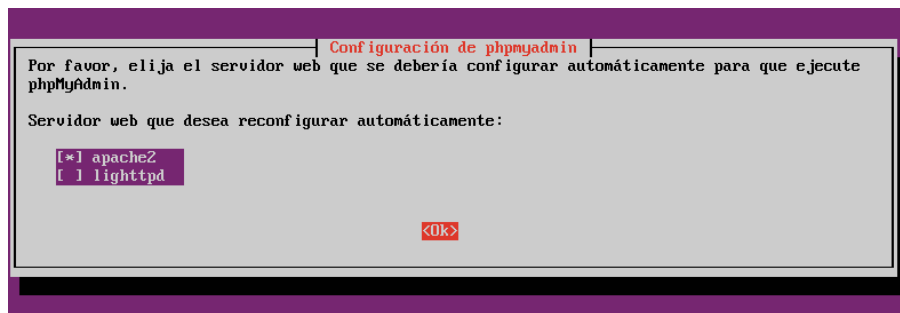 Configuración de phpmyadmin
Por favor, elija el servidor web que se debería configurar automáticamente para que ejecute
phpMyAdmin.
Servidor web que desea reconfigurar automáticamente:
[*] apache2
[ ] lighttpd
<Ok>